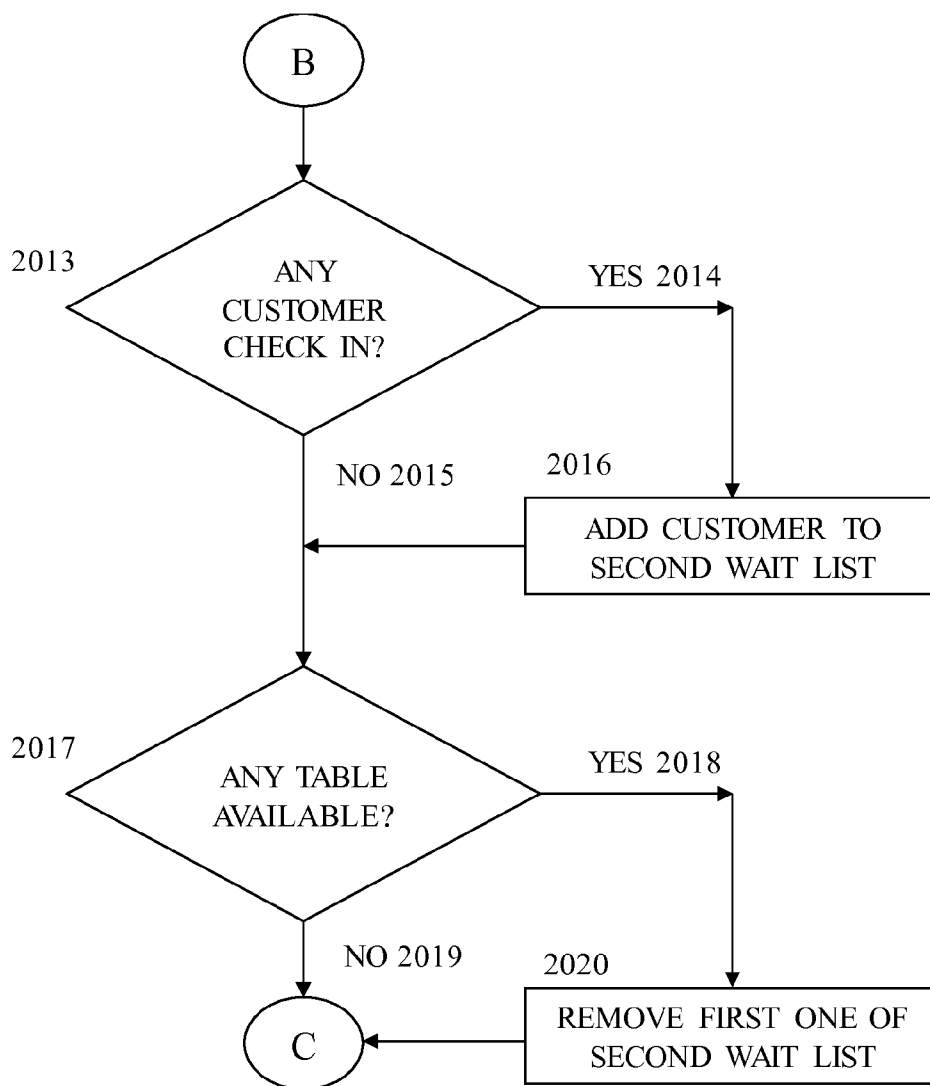 B
2013
ANY
CUSTOMER
CHECK IN?
YES 2014
NO 2015
2016
ADD CUSTOMER TO
SECOND WAIT LIST
2017
ANY TABLE
AVAILABLE?
YES 2018
NO 2019
2020
REMOVE FIRST ONE OF
SECOND WAIT LIST
C